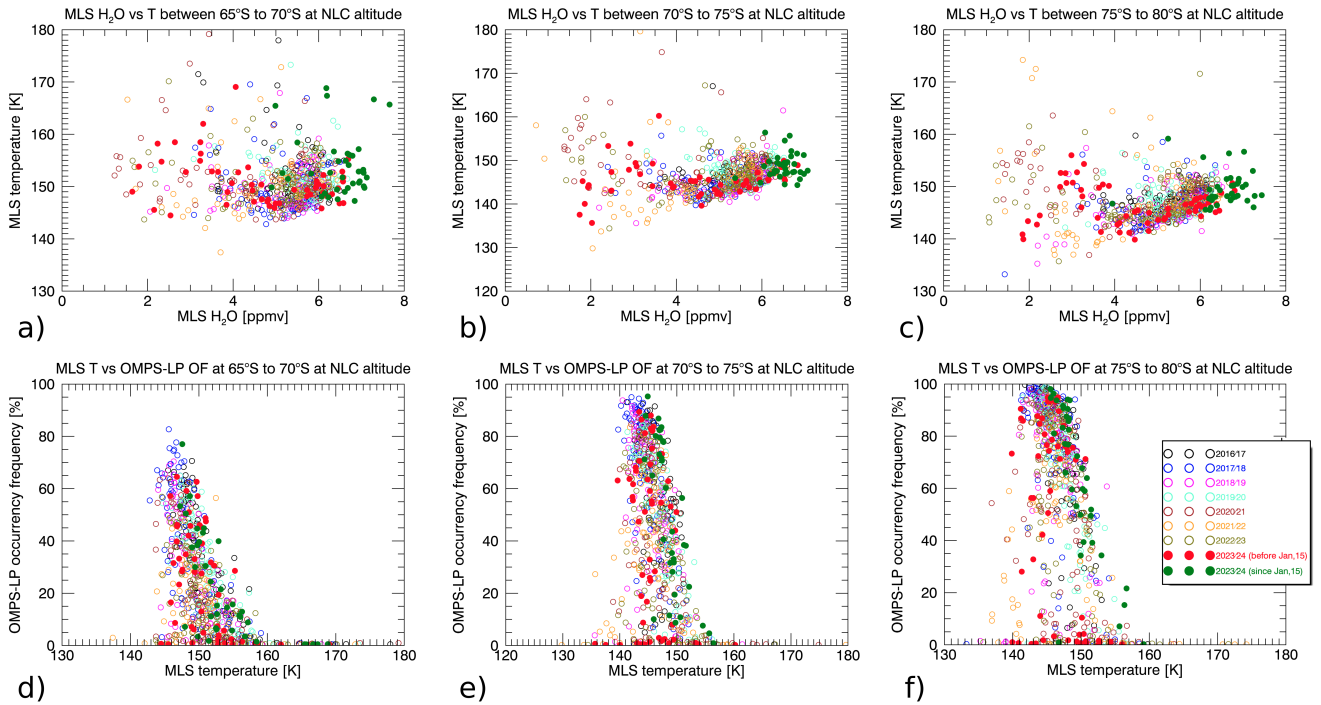 MLS H₂O vs T between 65°S to 70°S at NLC altitude
MLS H₂O vs T between 70°S to 75°S at NLC altitude
MLS H₂O vs T between 75°S to 80°S at NLC altitude
MLS temperature [K]
180
170
160
150
140
130
0 2 4 6 8
MLS H₂O [ppmv]
a)
MLS temperature [K]
180
170
160
150
140
130
120
0 2 4 6 8
MLS H₂O [ppmv]
b)
MLS temperature [K]
180
170
160
150
140
130
0 2 4 6 8
MLS H₂O [ppmv]
c)
MLS T vs OMPS-LP OF at 65°S to 70°S at NLC altitude
MLS T vs OMPS-LP OF at 70°S to 75°S at NLC altitude
MLS T vs OMPS-LP OF at 75°S to 80°S at NLC altitude
OMPS-LP occurrency frequency [%]
100
80
60
40
20
0
130 140 150 160 170 180
MLS temperature [K]
d)
OMPS-LP occurrency frequency [%]
100
80
60
40
20
0
120 130 140 150 160 170 180
MLS temperature [K]
e)
OMPS-LP occurrency frequency [%]
100
80
60
40
20
0
130 140 150 160 170 180
MLS temperature [K]
f)
2016/17
2017/18
2018/19
2019/20
2020/21
2021/22
2022/23
2023/24 (before Jan,15)
2023/24 (since Jan,15)